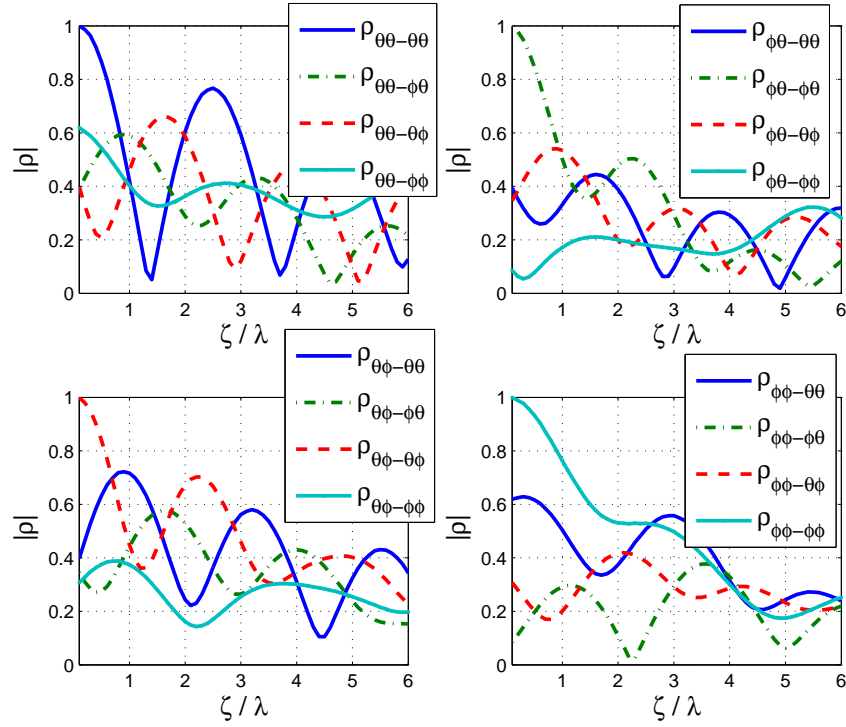 |ρ|
1
0.8
0.6
0.4
0.2
0
1 2 3 4 5 6
ζ / λ
ρθθ−θθ
ρθθ−ϕθ
ρθθ−θϕ
ρθθ−ϕϕ
|ρ|
1
0.8
0.6
0.4
0.2
0
1 2 3 4 5 6
ζ / λ
ρϕθ−θθ
ρϕθ−ϕθ
ρϕθ−θϕ
ρϕθ−ϕϕ
|ρ|
1
0.8
0.6
0.4
0.2
0
1 2 3 4 5 6
ζ / λ
ρθϕ−θθ
ρθϕ−ϕθ
ρθϕ−θϕ
ρθϕ−ϕϕ
|ρ|
1
0.8
0.6
0.4
0.2
0
1 2 3 4 5 6
ζ / λ
ρϕϕ−θθ
ρϕϕ−ϕθ
ρϕϕ−θϕ
ρϕϕ−ϕϕ